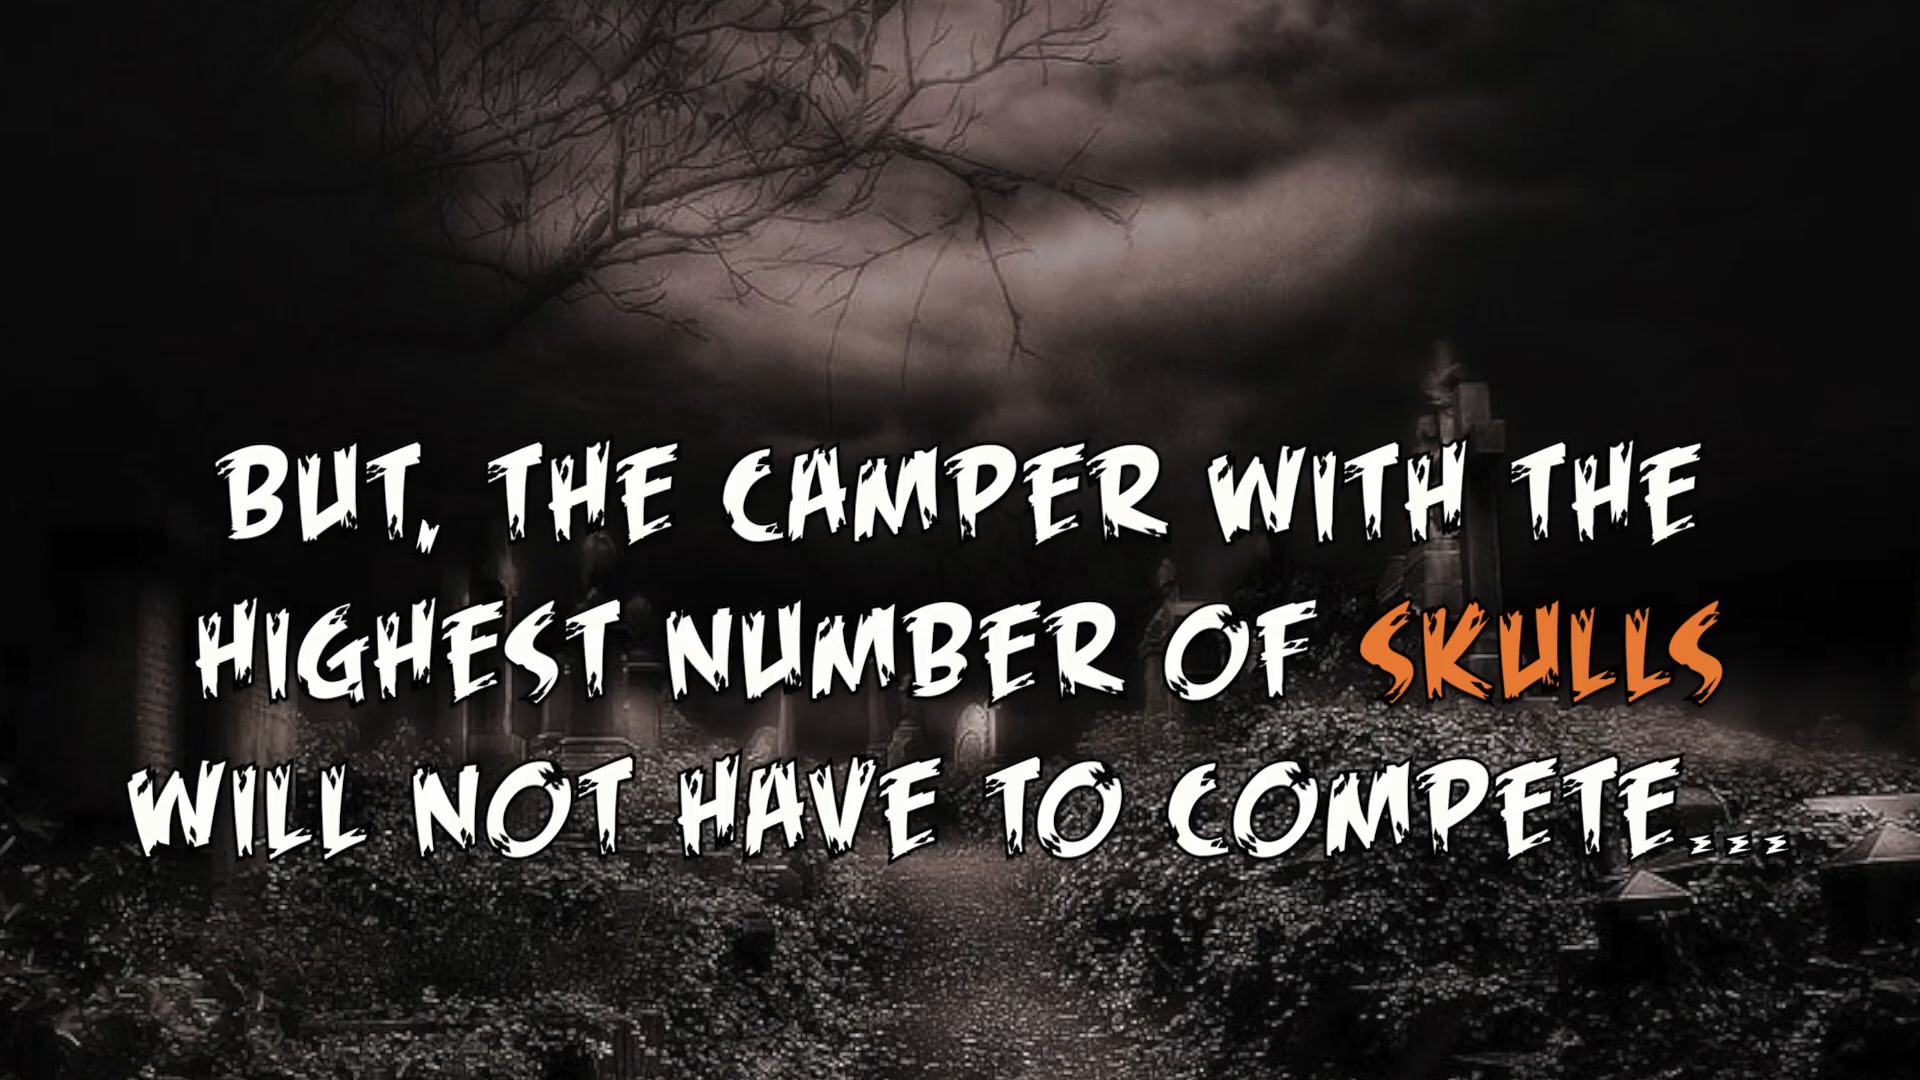 BUT, THE CAMPER WITH THE
HIGHEST NUMBER OF SKULLS
WILL NOT HAVE TO COMPETE...